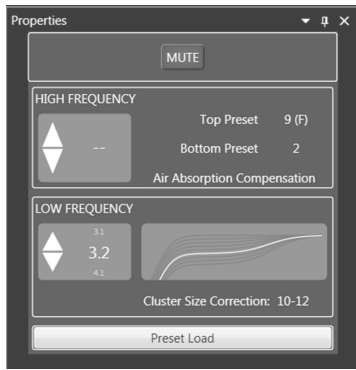 Properties
MUTE
HIGH FREQUENCY
Top Preset 9 (F)
-- Bottom Preset 2
Air Absorption Compensation
LOW FREQUENCY
3.1
3.2
4.1
Cluster Size Correction: 10-12
Preset Load